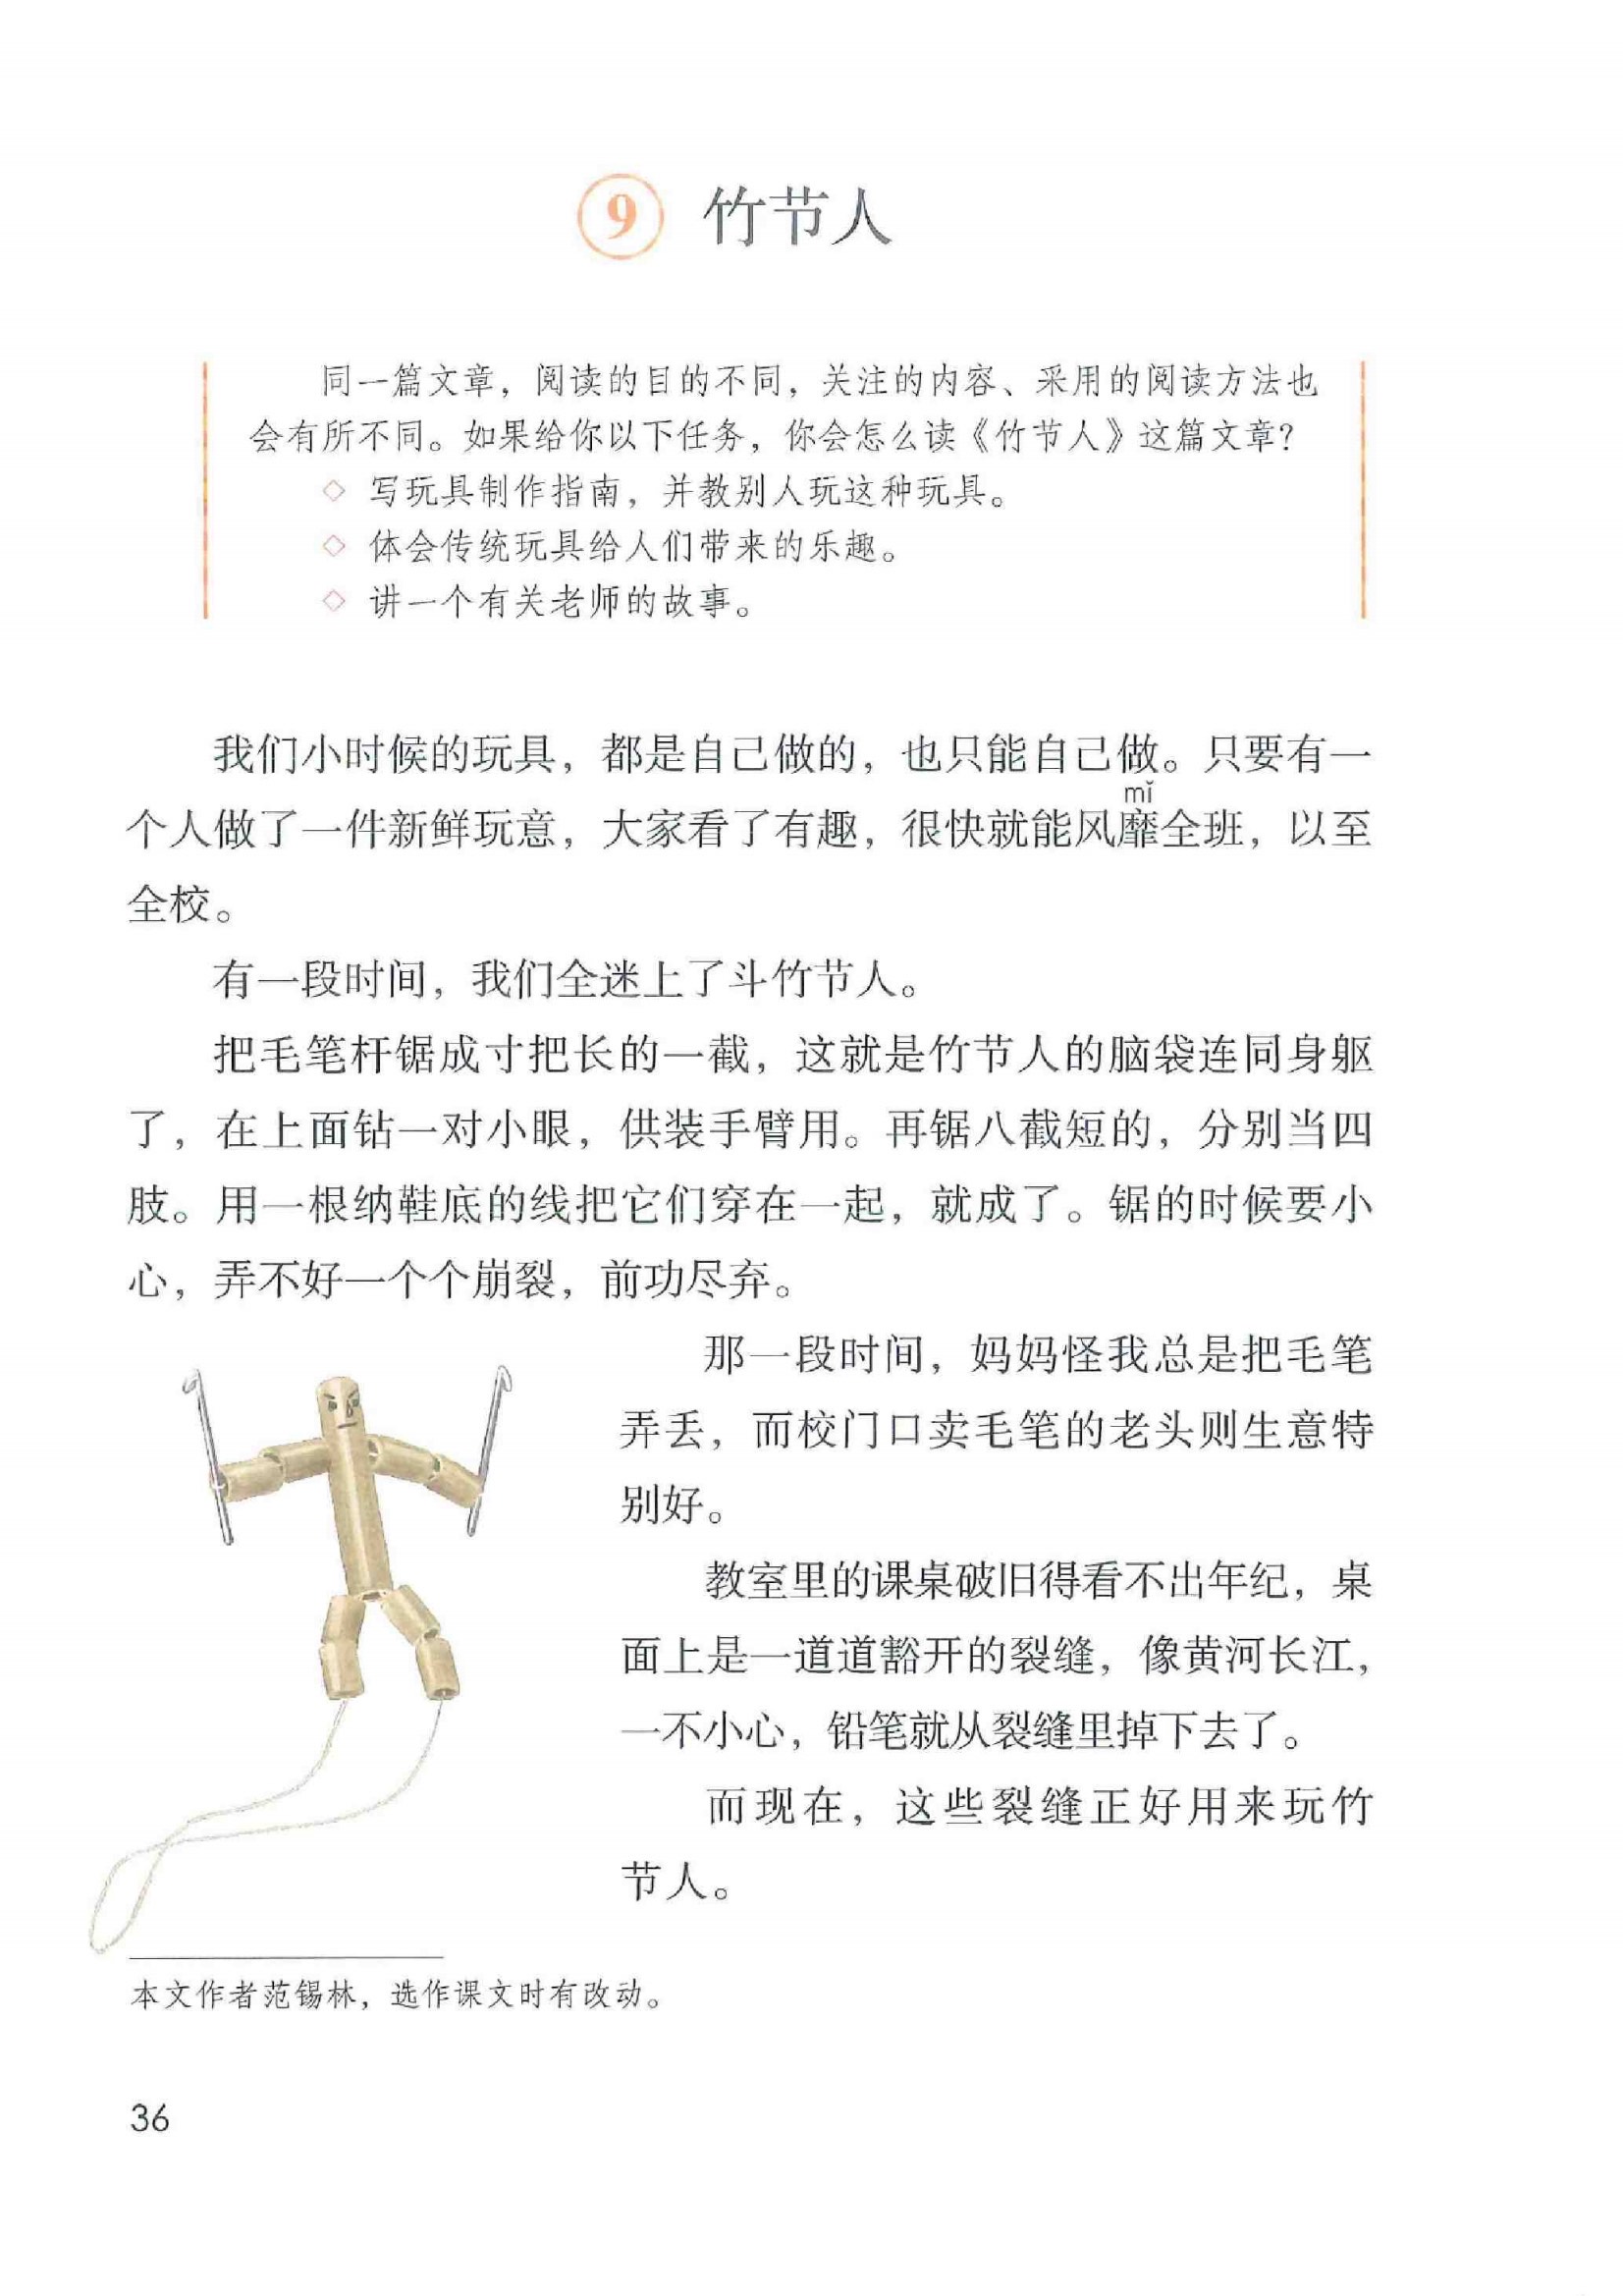 9 竹节人
同一篇文章，阅读的目的不同，关注的内容、采用的阅读方法也
会有所不同。如果给你以下任务，你会怎么读《竹节人》这篇文章？
◇ 写玩具制作指南，并教别人玩这种玩具。
◇ 体会传统玩具给人们带来的乐趣。
◇ 讲一个有关老师的故事。
我们小时候的玩具，都是自己做的，也只能自己做。只要有一
mǐ
个人做了一件新鲜玩意，大家看了有趣，很快就能风靡全班，以至
全校。
有一段时间，我们全迷上了斗竹节人。
把毛笔杆锯成寸把长的一截，这就是竹节人的脑袋连同身躯
了，在上面钻一对小眼，供装手臂用。再锯八截短的，分别当四
肢。用一根纳鞋底的线把它们穿在一起，就成了。锯的时候要小
心，弄不好一个个崩裂，前功尽弃。
那一段时间，妈妈怪我总是把毛笔
弄丢，而校门口卖毛笔的老头则生意特
别好。
教室里的课桌破旧得看不出年纪，桌
面上是一道道豁开的裂缝，像黄河长江，
一不小心，铅笔就从裂缝里掉下去了。
而现在，这些裂缝正好用来玩竹
节人。
本文作者范锡林，选作课文时有改动。
36